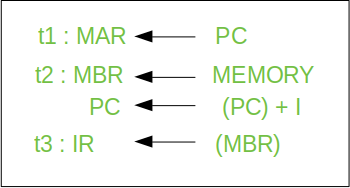 t1 : MAR PC
t2 : MBR MEMORY
PC (PC) + I
t3 : IR (MBR)